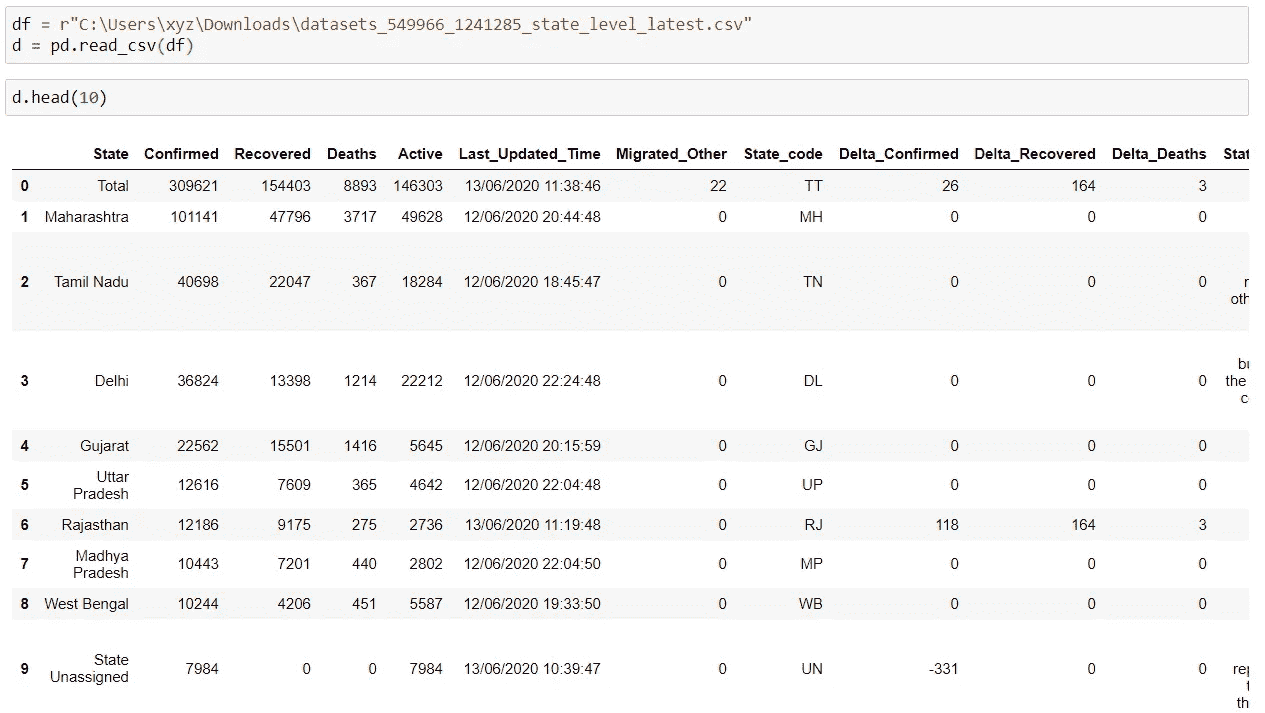 df = r"C:\Users\xyz\Downloads\datasets_549966_1241285_state_level_latest.csv"
d = pd.read_csv(df)
d.head(10)
State Confirmed Recovered Deaths Active Last_Updated_Time Migrated_Other State_code Delta_Confirmed Delta_Recovered Delta_Deaths
0 Total 309621 154403 8893 146303 13/06/2020 11:38:46 22 TT 26 164 3
1 Maharashtra 101141 47796 3717 49628 12/06/2020 20:44:48 0 MH 0 0 0
2 Tamil Nadu 40698 22047 367 18284 12/06/2020 18:45:47 0 TN 0 0 0
3 Delhi 36824 13398 1214 22212 12/06/2020 22:24:48 0 DL 0 0 0 the
4 Gujarat 22562 15501 1416 5645 12/06/2020 20:15:59 0 GJ 0 0 0
5 Uttar Pradesh 12616 7609 365 4642 12/06/2020 22:04:48 0 UP 0 0 0
6 Rajasthan 12186 9175 275 2736 13/06/2020 11:19:48 0 RJ 118 164 3
7 Madhya Pradesh 10443 7201 440 2802 12/06/2020 22:04:50 0 MP 0 0 0
8 West Bengal 10244 4206 451 5587 12/06/2020 19:33:50 0 WB 0 0 0
9 State Unassigned 7984 0 0 7984 13/06/2020 10:39:47 0 UN -331 0 0